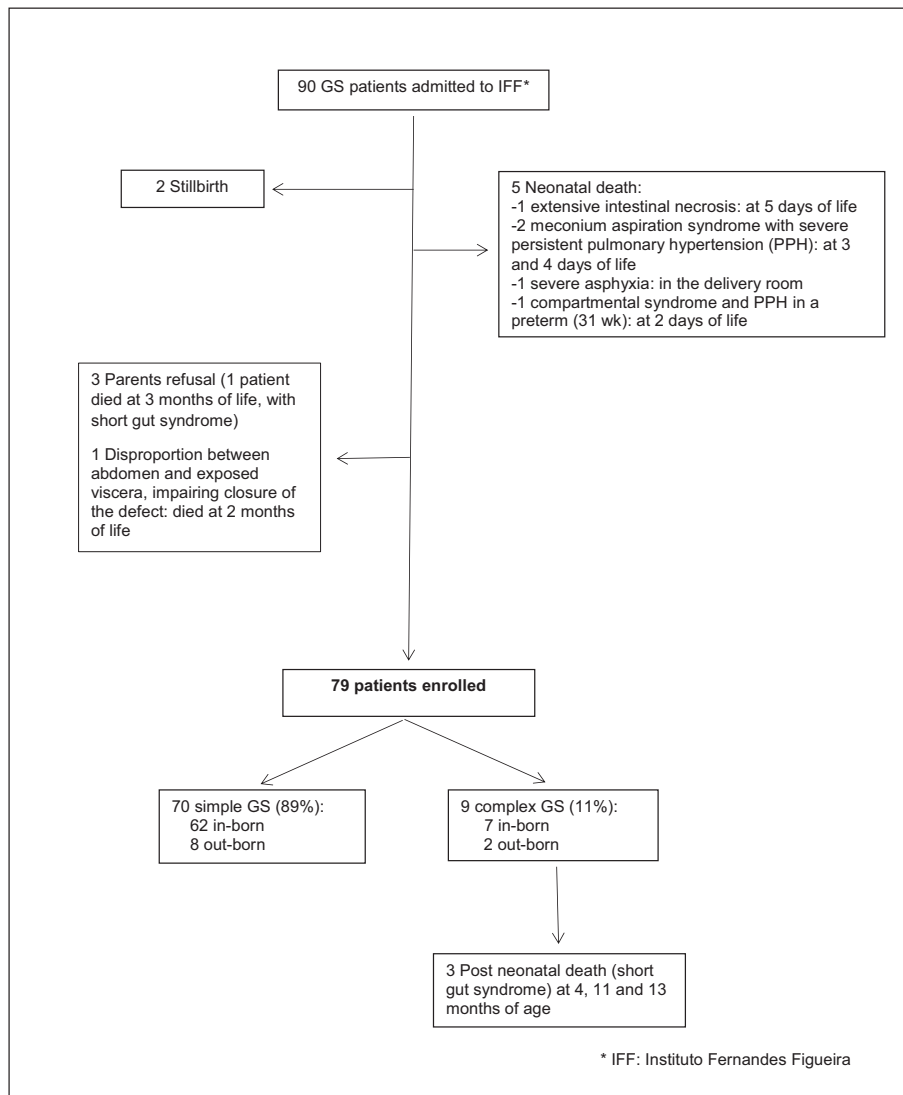 90 GS patients admitted to IFF*
2 Stillbirth
5 Neonatal death:
-1 extensive intestinal necrosis: at 5 days of life
-2 meconium aspiration syndrome with severe
persistent pulmonary hypertension (PPH): at 3
and 4 days of life
-1 severe asphyxia: in the delivery room
-1 compartmental syndrome and PPH in a
preterm (31 wk): at 2 days of life
3 Parents refusal (1 patient
died at 3 months of life, with
short gut syndrome)
1 Disproportion between
abdomen and exposed
viscera, impairing closure of
the defect: died at 2 months
of life
79 patients enrolled
70 simple GS (89%):
62 in-born
8 out-born
9 complex GS (11%):
7 in-born
2 out-born
3 Post neonatal death (short
gut syndrome) at 4, 11 and 13
months of age
* IFF: Instituto Fernandes Figueira